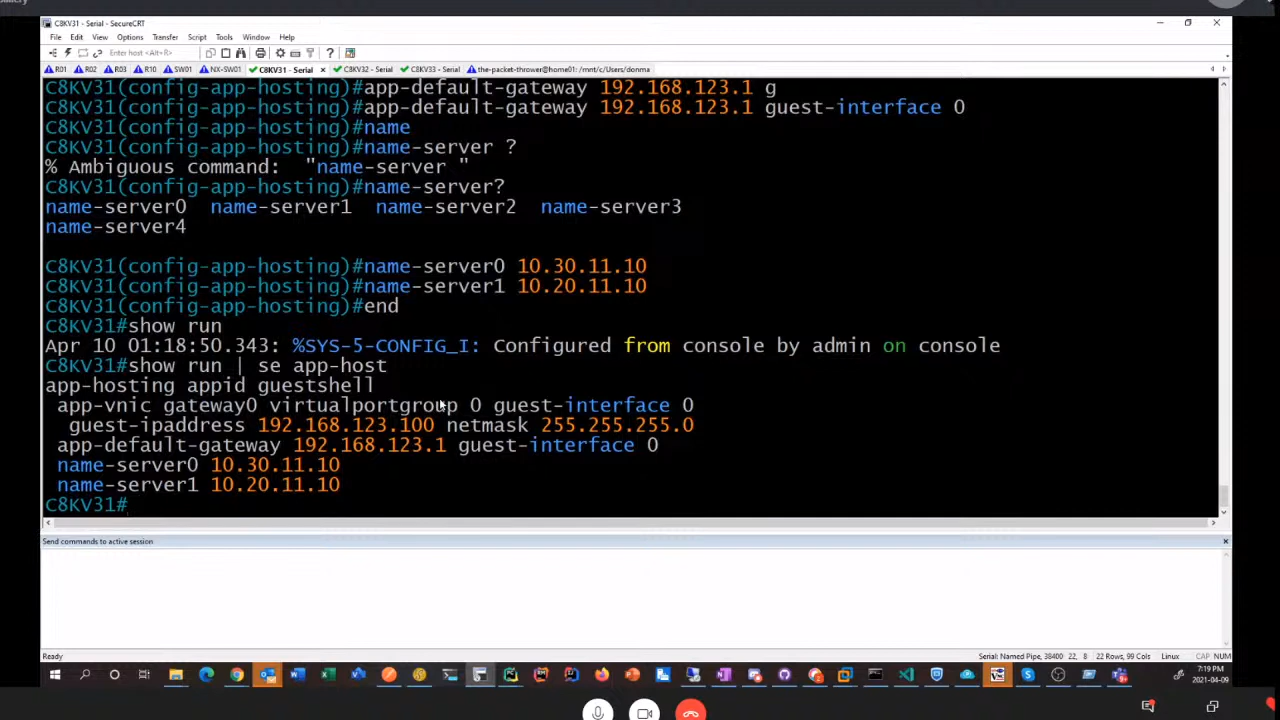 C8KV31 - Serial - SecureCRT
File Edit View Options Transfer Script Tools Window Help
Enter host <Alt+R>
R01 R02 R03 R10 SW01 NX-SW01 C8KV31 - Serial × C8KV32 - Serial C8KV33 - Serial the-packet-thrower@home01: /mnt/c/Users/donma
C8KV31(config-app-hosting)#app-default-gateway 192.168.123.1 g
C8KV31(config-app-hosting)#app-default-gateway 192.168.123.1 guest-interface 0
C8KV31(config-app-hosting)#name
C8KV31(config-app-hosting)#name-server ?
% Ambiguous command:  "name-server "
C8KV31(config-app-hosting)#name-server?
name-server0  name-server1  name-server2  name-server3
name-server4
C8KV31(config-app-hosting)#name-server0 10.30.11.10
C8KV31(config-app-hosting)#name-server1 10.20.11.10
C8KV31(config-app-hosting)#end
C8KV31#show run
Apr 10 01:18:50.343: %SYS-5-CONFIG_I: Configured from console by admin on console
C8KV31#show run | se app-host
app-hosting appid guestshell
 app-vnic gateway0 virtualportgroup 0 guest-interface 0
  guest-ipaddress 192.168.123.100 netmask 255.255.255.0
 app-default-gateway 192.168.123.1 guest-interface 0
 name-server0 10.30.11.10
 name-server1 10.20.11.10
C8KV31#
Send commands to active session
Ready Serial: Named Pipe, 38400 22, 8 22 Rows, 99 Cols Linux CAP NUM
7:19 PM
2021-04-09